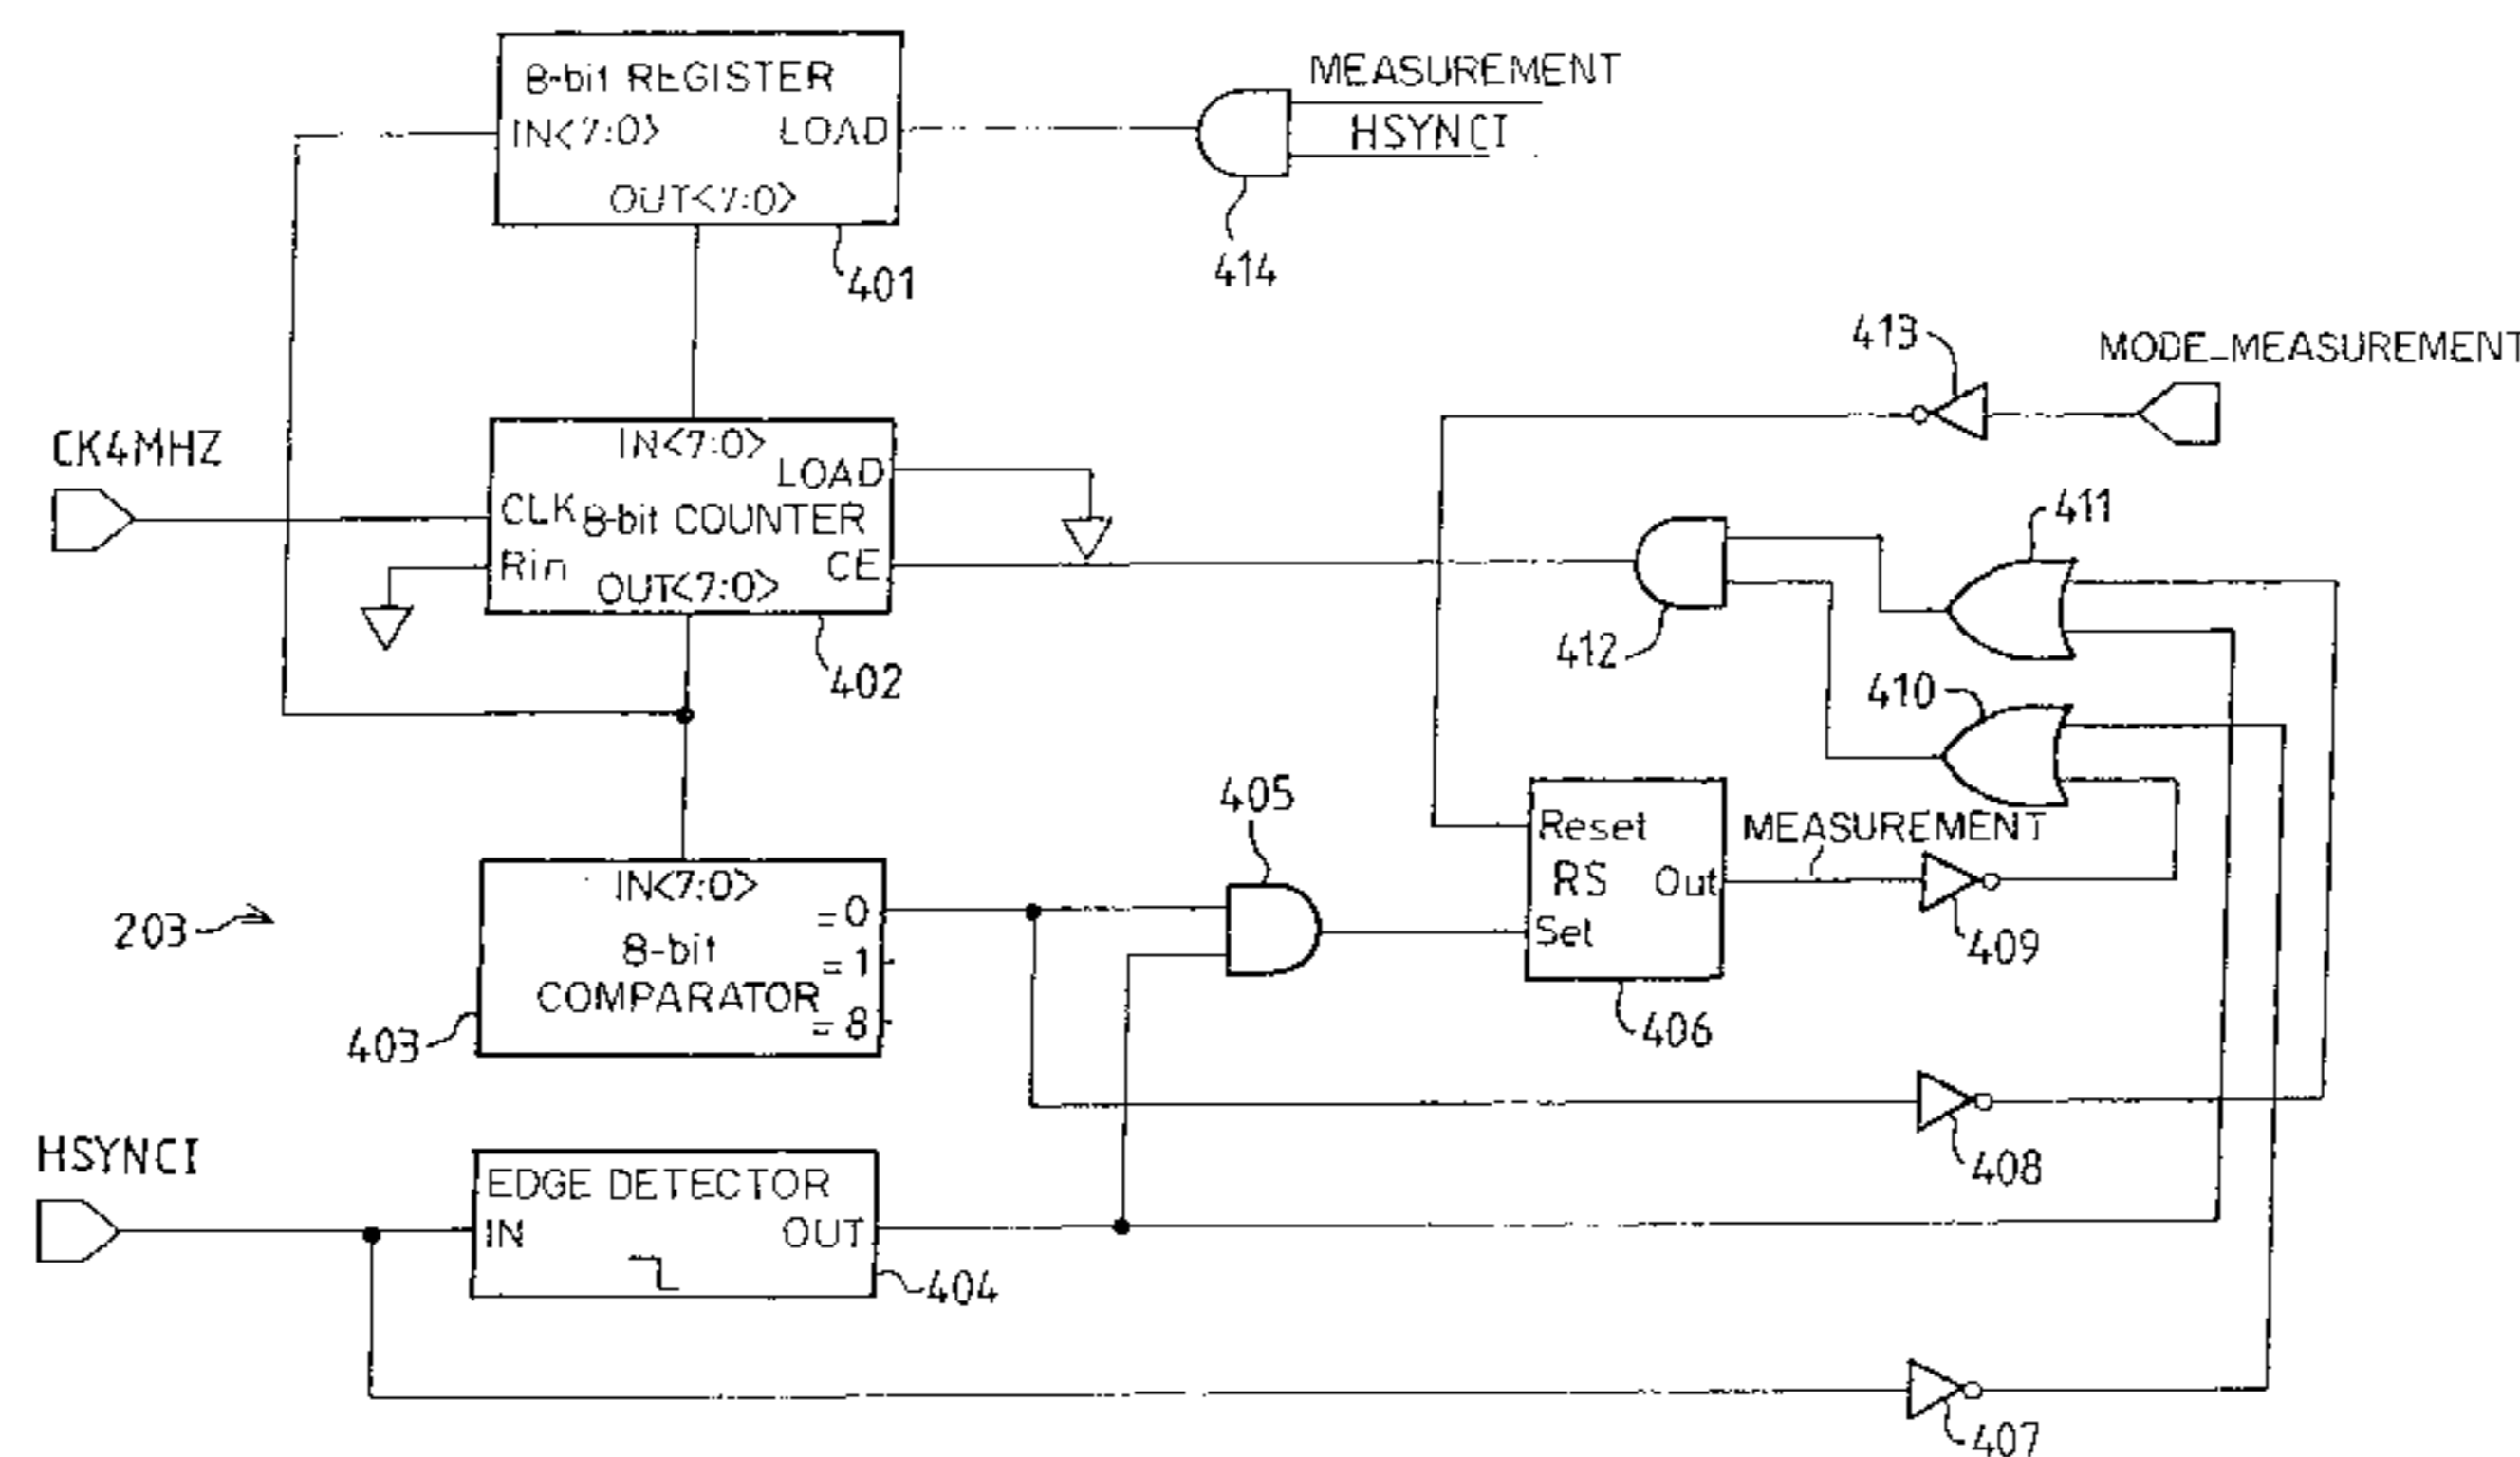 8-bit REGISTER
IN<7:0> LOAD
OUT<7:0>
401
MEASUREMENT
HSYNCI
414
413
MODE_MEASUREMENT
CK4MHZ
IN<7:0>
LOAD
CLK 8-bit COUNTER
Rin CE
OUT<7:0>
402
411
412
410
405
Reset
RS Out
Set
406
MEASUREMENT
409
203
IN<7:0>
=0
8-bit
=1
COMPARATOR
=8
403
408
HSYNCI
EDGE DETECTOR
IN OUT
404
407